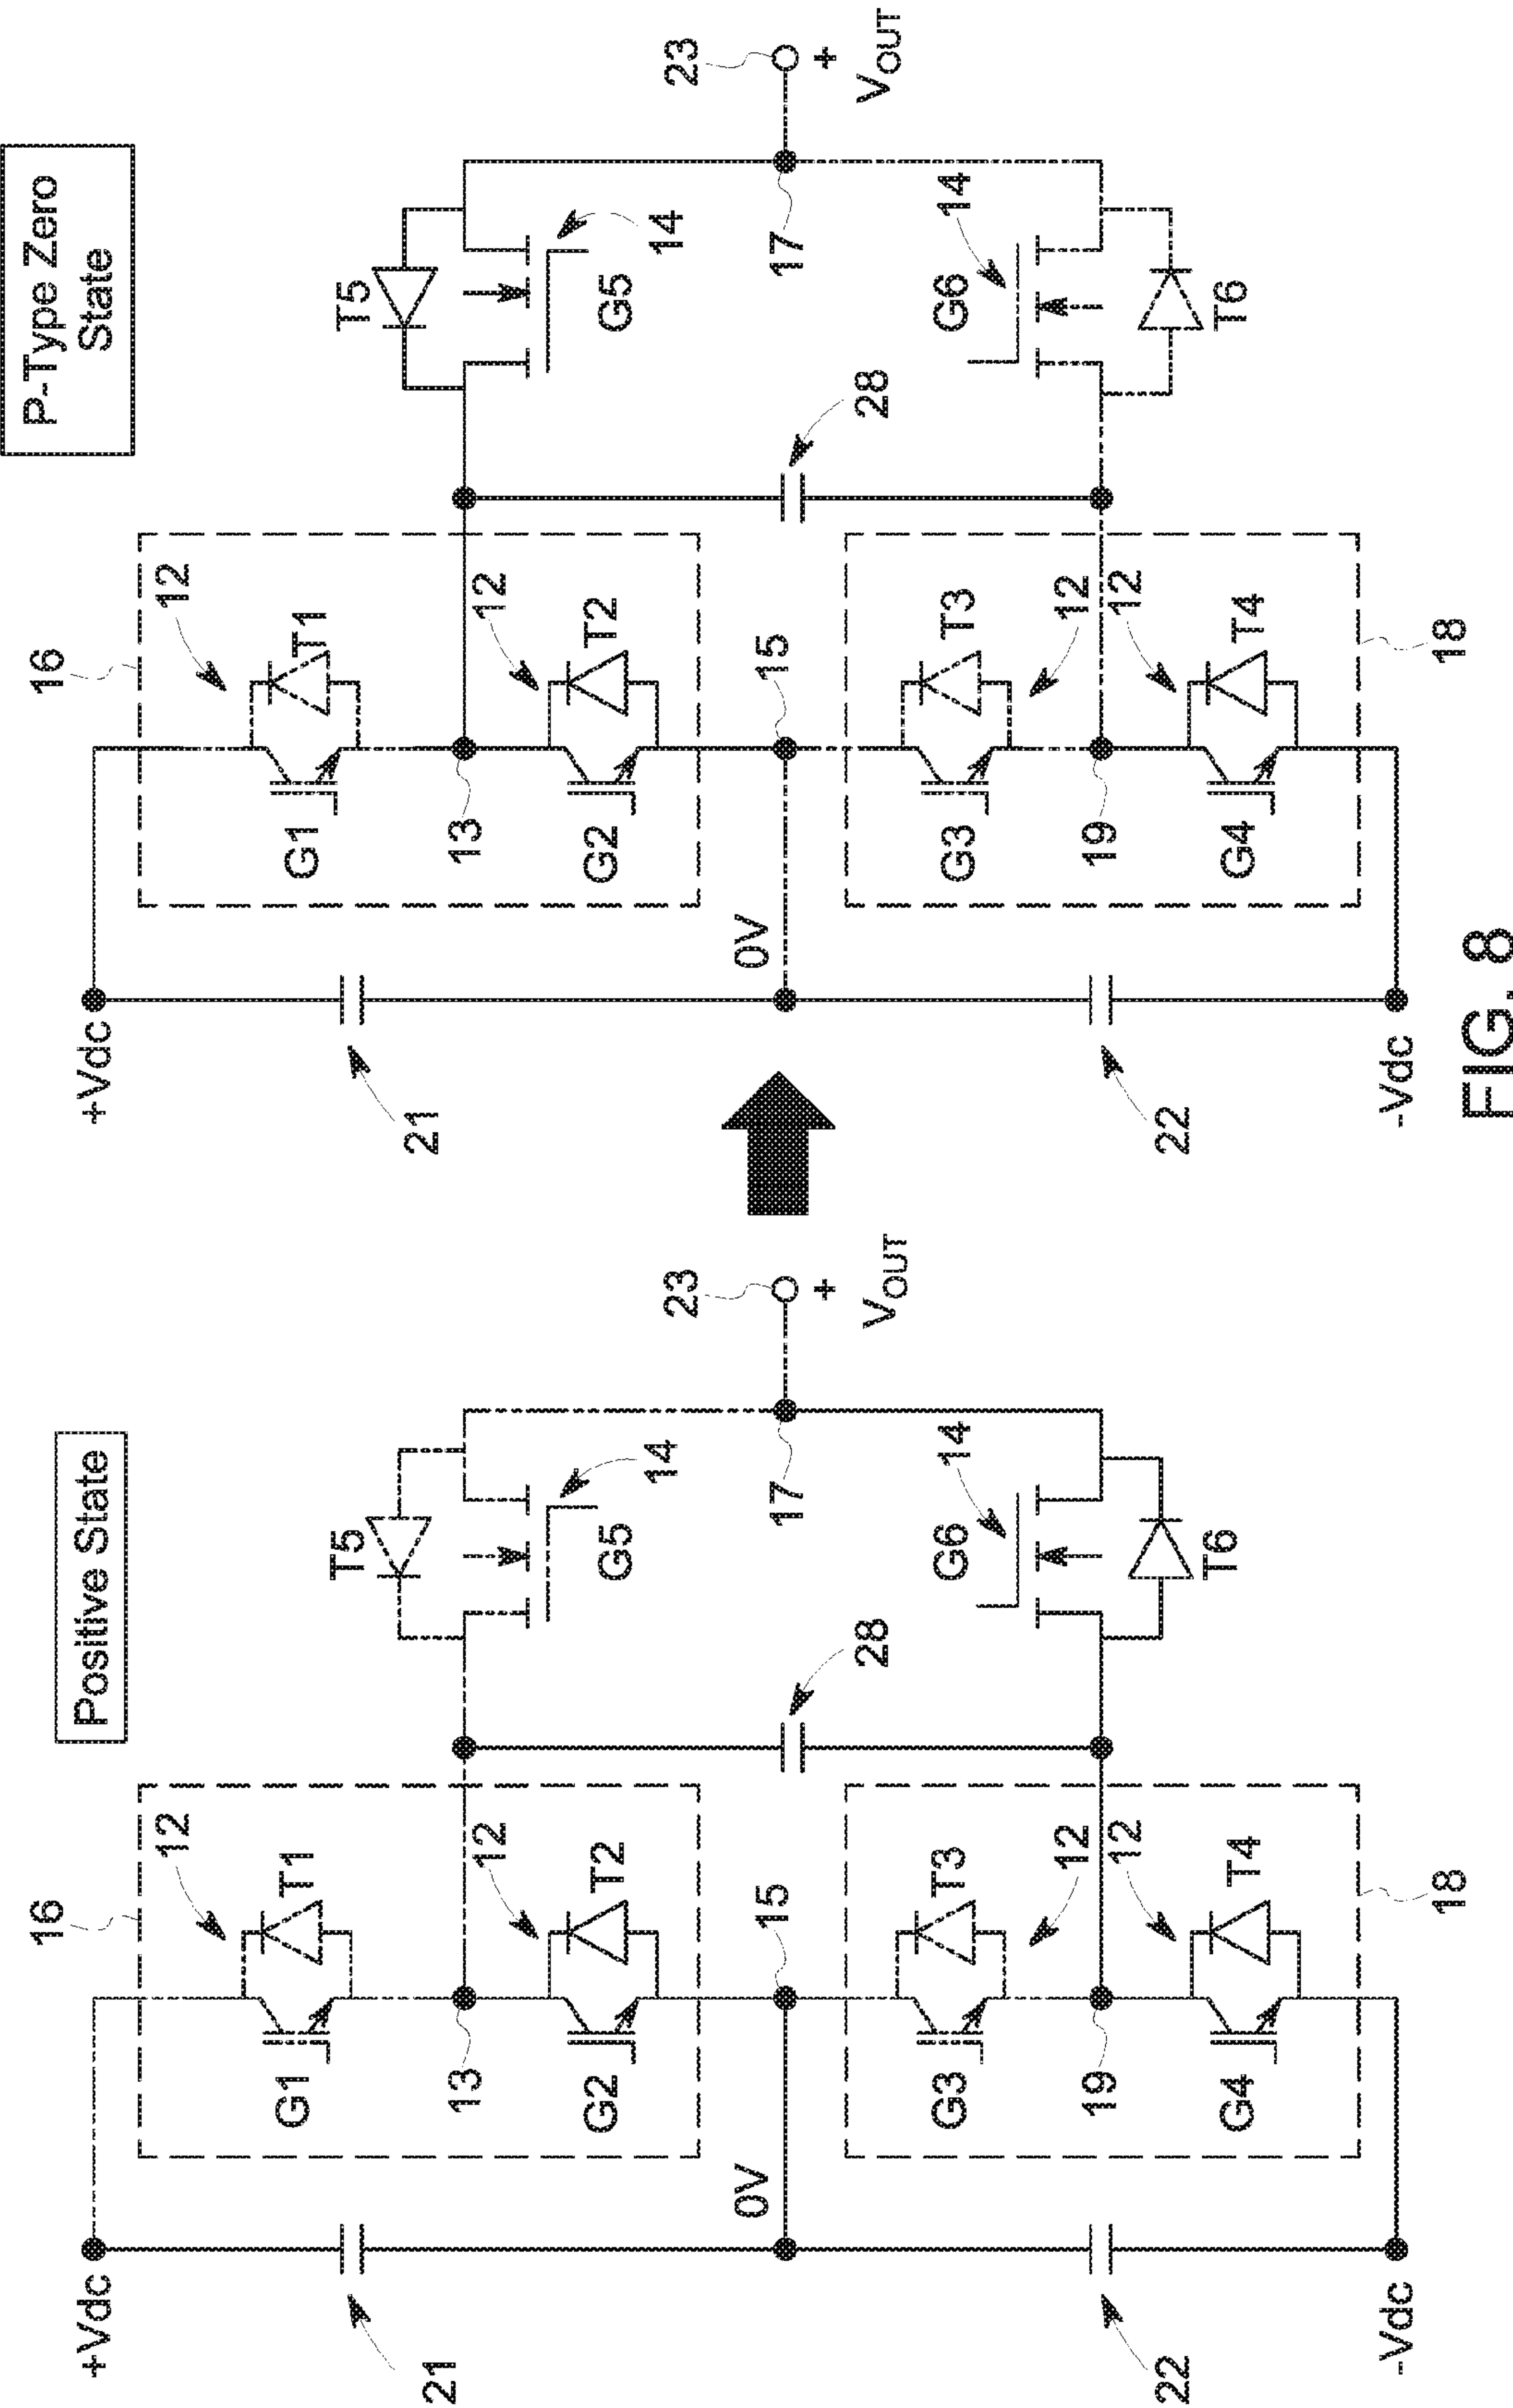 Positive State
+Vdc
21
16
12
T1
G1
13
12
T2
G2
0V
15
T5
14
G5
17
23
+
VOUT
28
14
G6
T6
T3
12
G3
19
12
T4
G4
18
22
-Vdc
P-Type Zero
State
+Vdc
21
16
12
T1
G1
13
12
T2
G2
0V
15
T5
14
G5
17
23
+
VOUT
28
14
G6
T6
T3
12
G3
19
12
T4
G4
18
22
-Vdc
FIG. 8